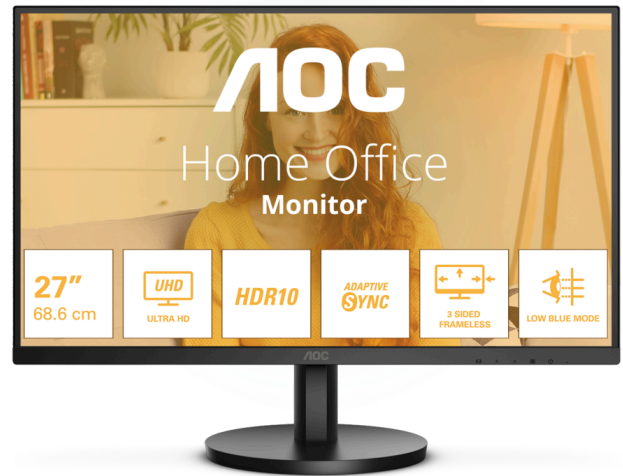 AOC
Home Office
Monitor
27"
68.6 cm
UHD
ULTRA HD
HDR10
ADAPTIVE
SYNC
3 SIDED
FRAMELESS
LOW BLUE MODE
AOC